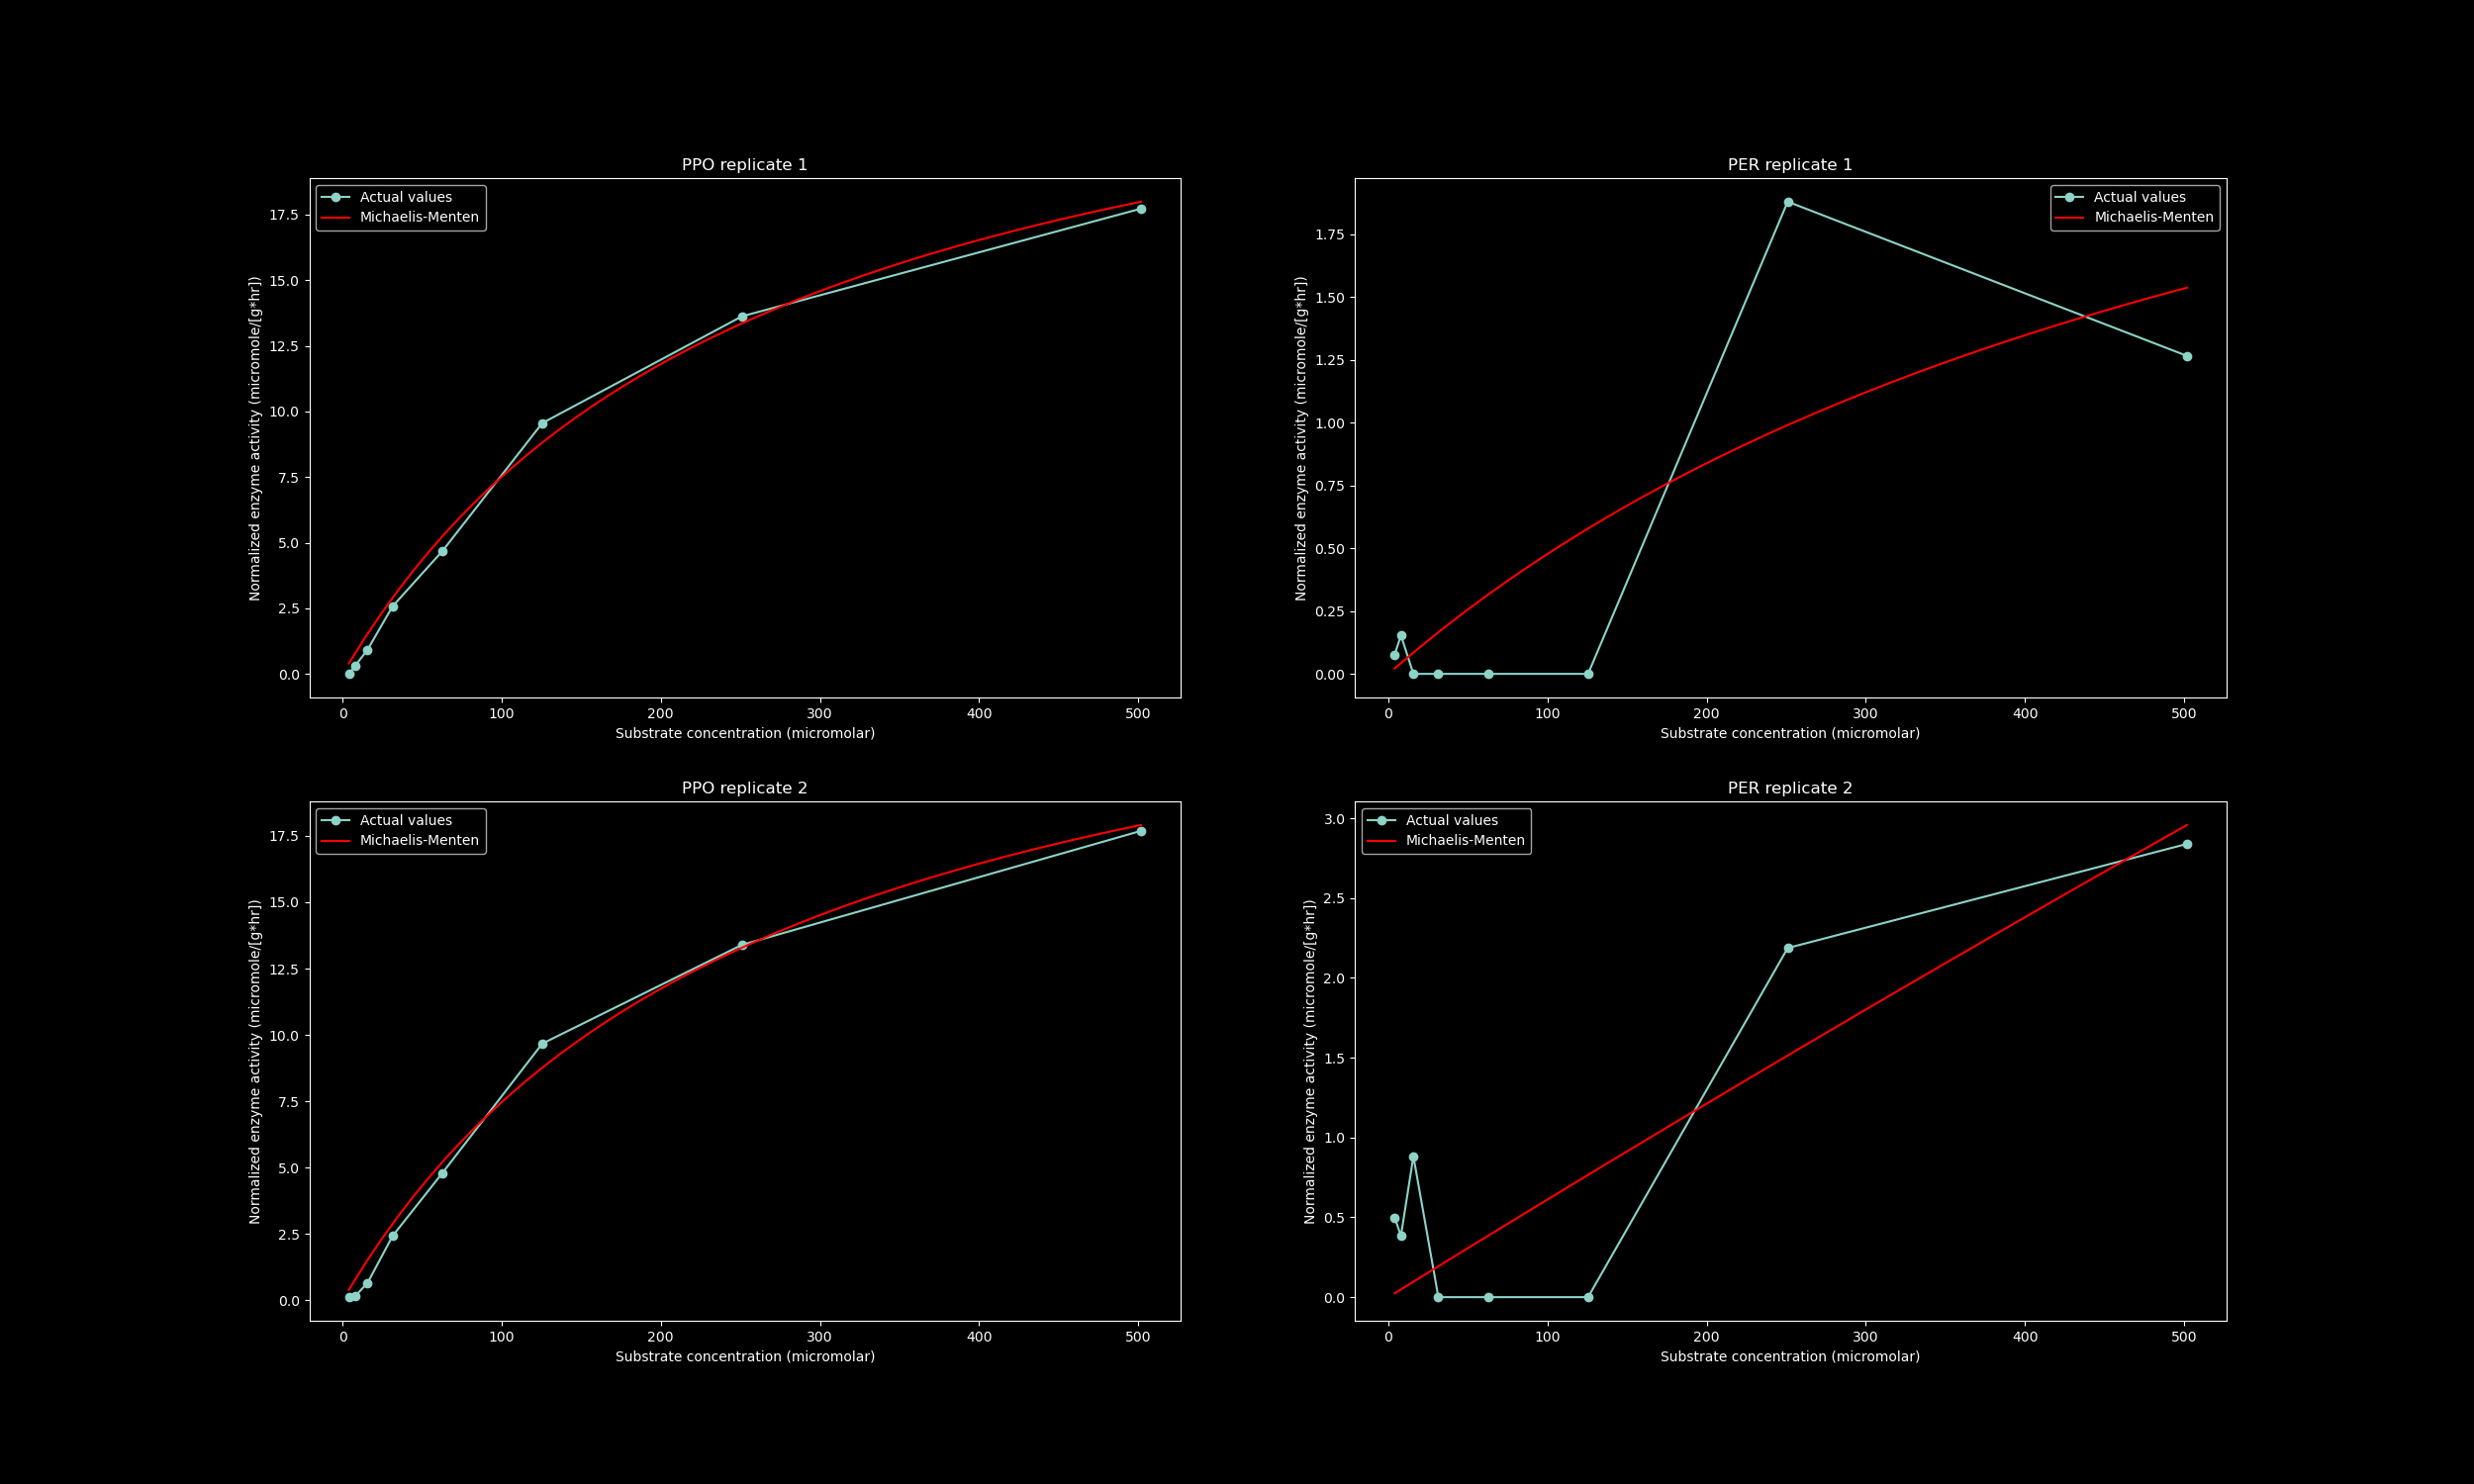 PPO replicate 1
Actual values
Michaelis-Menten
Normalized enzyme activity (micromole/[g*hr])
17.5
15.0
12.5
10.0
7.5
5.0
2.5
0.0
0 100 200 300 400 500
Substrate concentration (micromolar)
PER replicate 1
Actual values
Michaelis-Menten
Normalized enzyme activity (micromole/[g*hr])
1.75
1.50
1.25
1.00
0.75
0.50
0.25
0.00
0 100 200 300 400 500
Substrate concentration (micromolar)
PPO replicate 2
Actual values
Michaelis-Menten
Normalized enzyme activity (micromole/[g*hr])
17.5
15.0
12.5
10.0
7.5
5.0
2.5
0.0
0 100 200 300 400 500
Substrate concentration (micromolar)
PER replicate 2
Actual values
Michaelis-Menten
Normalized enzyme activity (micromole/[g*hr])
3.0
2.5
2.0
1.5
1.0
0.5
0.0
0 100 200 300 400 500
Substrate concentration (micromolar)